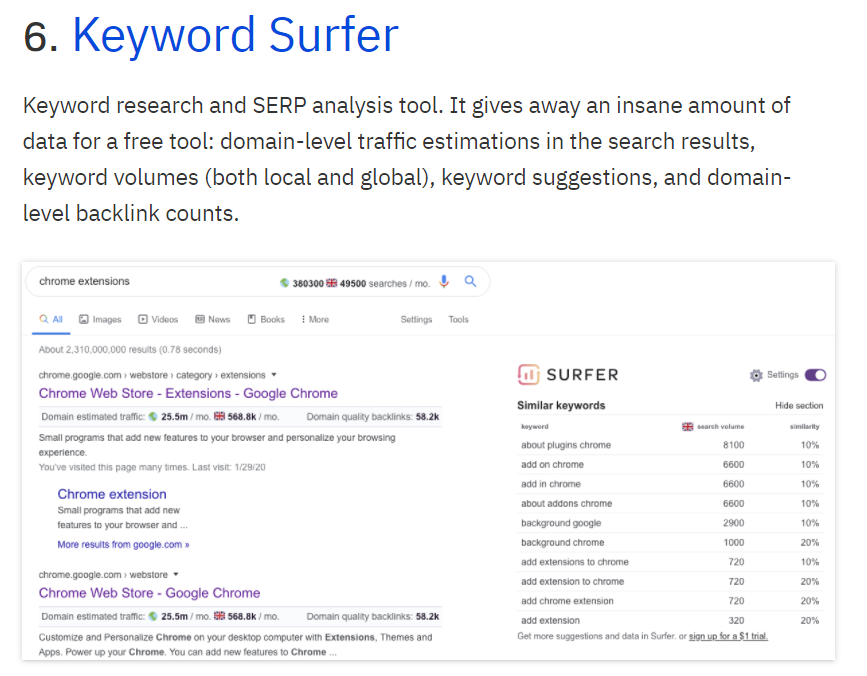 6. Keyword Surfer
Keyword research and SERP analysis tool. It gives away an insane amount of
data for a free tool: domain-level traffic estimations in the search results,
keyword volumes (both local and global), keyword suggestions, and domain-
level backlink counts.
chrome extensions 380300 49500 searches / mo.
All Images Videos News Books More Settings Tools
About 2,310,000,000 results (0.78 seconds)
chrome.google.com › webstore › category › extensions
Chrome Web Store - Extensions - Google Chrome
Domain estimated traffic: 25.5m / mo. 568.8k / mo. Domain quality backlinks: 58.2k
Small programs that add new features to your browser and personalize your browsing
experience.
You've visited this page many times. Last visit: 1/29/20
Chrome extension
Small programs that add new
features to your browser and ...
More results from google.com »
chrome.google.com › webstore
Chrome Web Store - Google Chrome
Domain estimated traffic: 25.5m / mo. 568.8k / mo. Domain quality backlinks: 58.2k
Customize and Personalize Chrome on your desktop computer with Extensions, Themes and
Apps. Power up your Chrome. You can add new features to Chrome ...
SURFER Settings
Similar keywords Hide section
keyword search volume similarity
about plugins chrome 8100 10%
add on chrome 6600 10%
add in chrome 6600 10%
about addons chrome 6600 10%
background google 2900 10%
background chrome 1000 20%
add extensions to chrome 720 10%
add extension to chrome 720 20%
add chrome extension 720 20%
add extension 320 20%
Get more suggestions and data in Surfer. or sign up for a $1 trial.